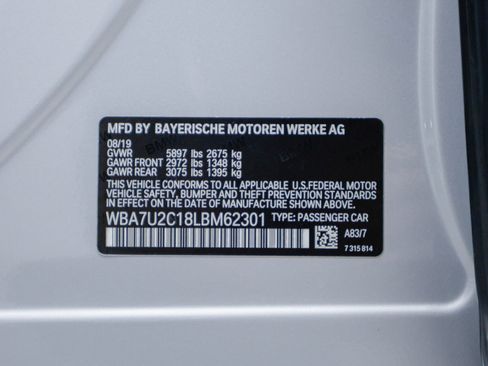 MFD BY BAYERISCHE MOTOREN WERKE AG
08/19
GVWR 5897 lbs 2675 kg
GAWR FRONT 2972 lbs 1348 kg
GAWR REAR 3075 lbs 1395 kg
THIS VEHICLE CONFORMS TO ALL APPLICABLE U.S.FEDERAL MOTOR
VEHICLE SAFETY, BUMPER AND THEFT PREVENTION STANDARDS
IN EFFECT ON THE DATE OF MANUFACTURE SHOWN ABOVE.
WBA7U2C18LBM62301 TYPE: PASSENGER CAR
A83/7
7 315 814